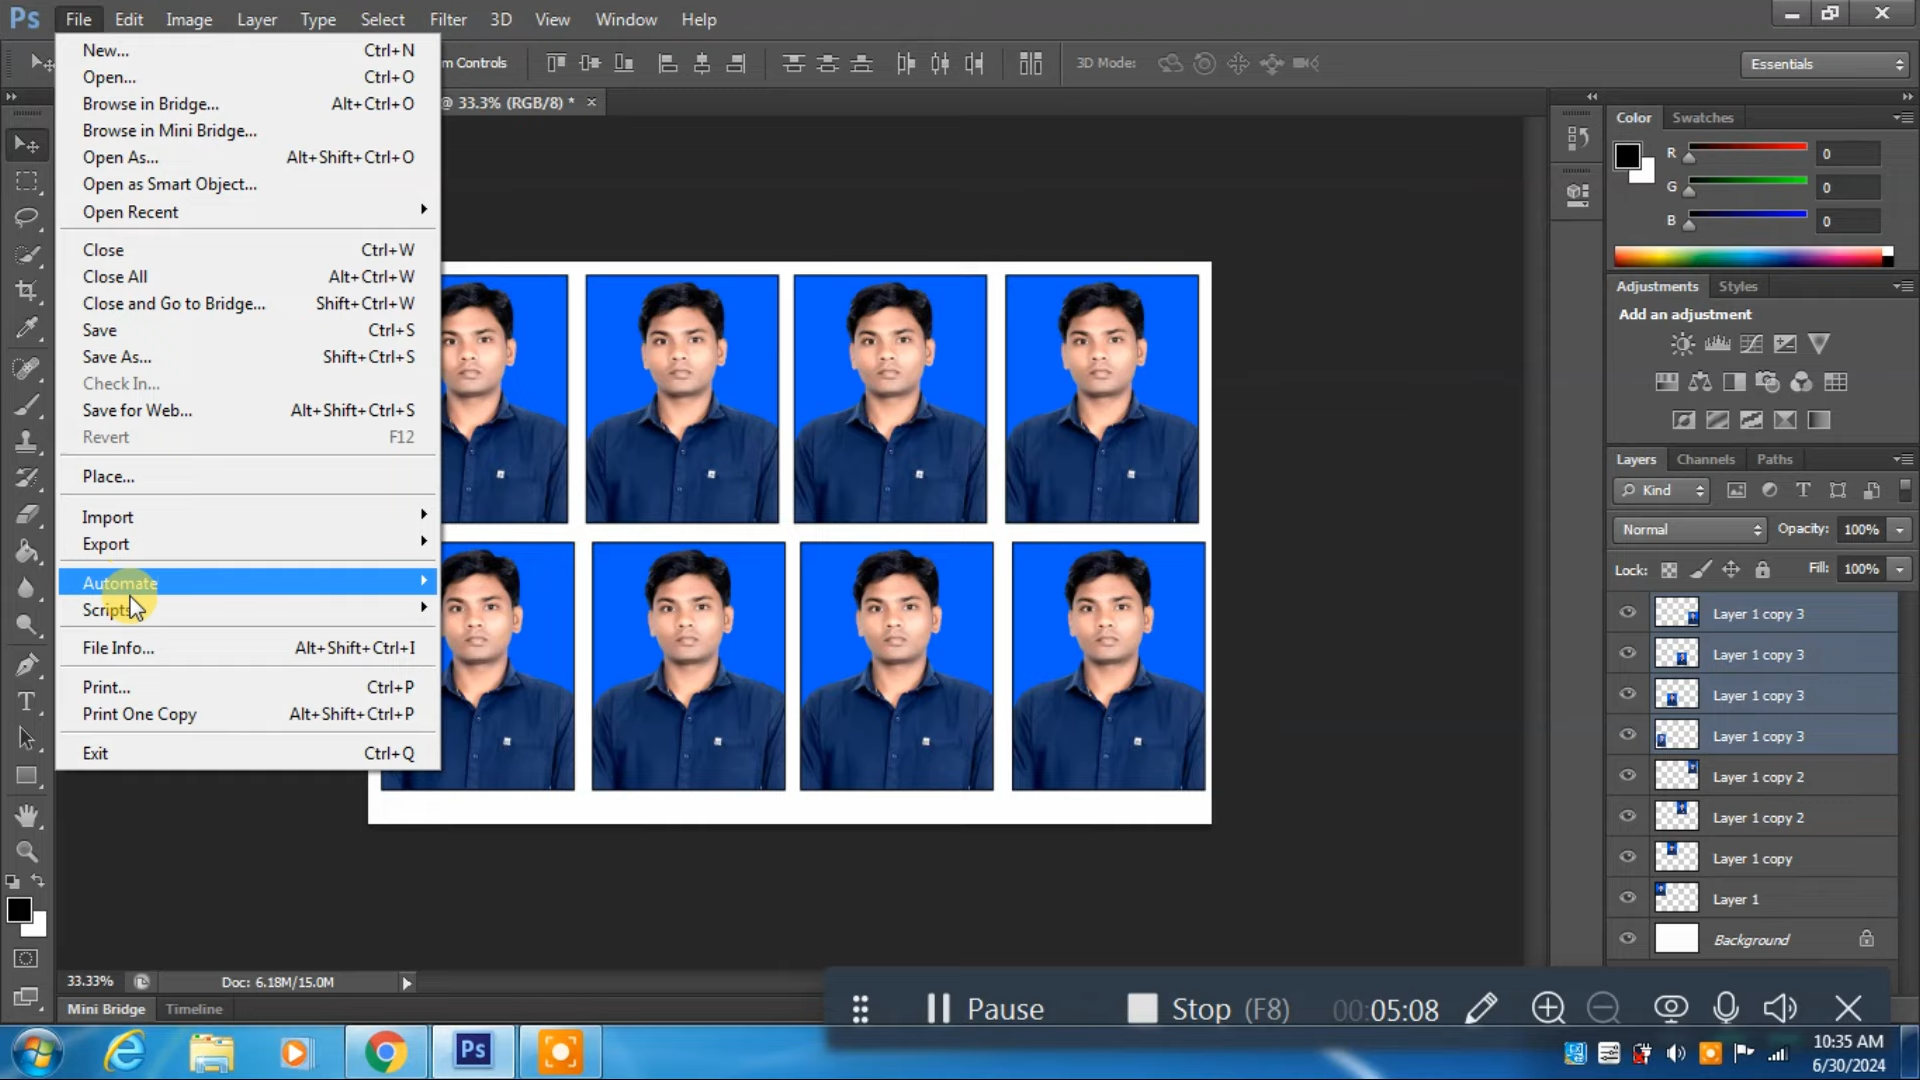 Ps File Edit Image Layer Type Select Filter 3D View Window Help
m Controls 3D Mode: Essentials
@ 33.3% (RGB/8) * ×
New... Ctrl+N
Open... Ctrl+O
Browse in Bridge... Alt+Ctrl+O
Browse in Mini Bridge...
Open As... Alt+Shift+Ctrl+O
Open as Smart Object...
Open Recent
Close Ctrl+W
Close All Alt+Ctrl+W
Close and Go to Bridge... Shift+Ctrl+W
Save Ctrl+S
Save As... Shift+Ctrl+S
Check In...
Save for Web... Alt+Shift+Ctrl+S
Revert F12
Place...
Import
Export
Automate
Scripts
File Info... Alt+Shift+Ctrl+I
Print... Ctrl+P
Print One Copy Alt+Shift+Ctrl+P
Exit Ctrl+Q
Color Swatches
R 0
G 0
B 0
Adjustments Styles
Add an adjustment
Layers Channels Paths
Kind
Normal Opacity: 100%
Lock: Fill: 100%
Layer 1 copy 3
Layer 1 copy 3
Layer 1 copy 3
Layer 1 copy 3
Layer 1 copy 2
Layer 1 copy 2
Layer 1 copy
Layer 1
Background
33.33% Doc: 6.18M/15.0M
Mini Bridge Timeline
Pause Stop (F8) 00:05:08
Ps
10:35 AM
6/30/2024